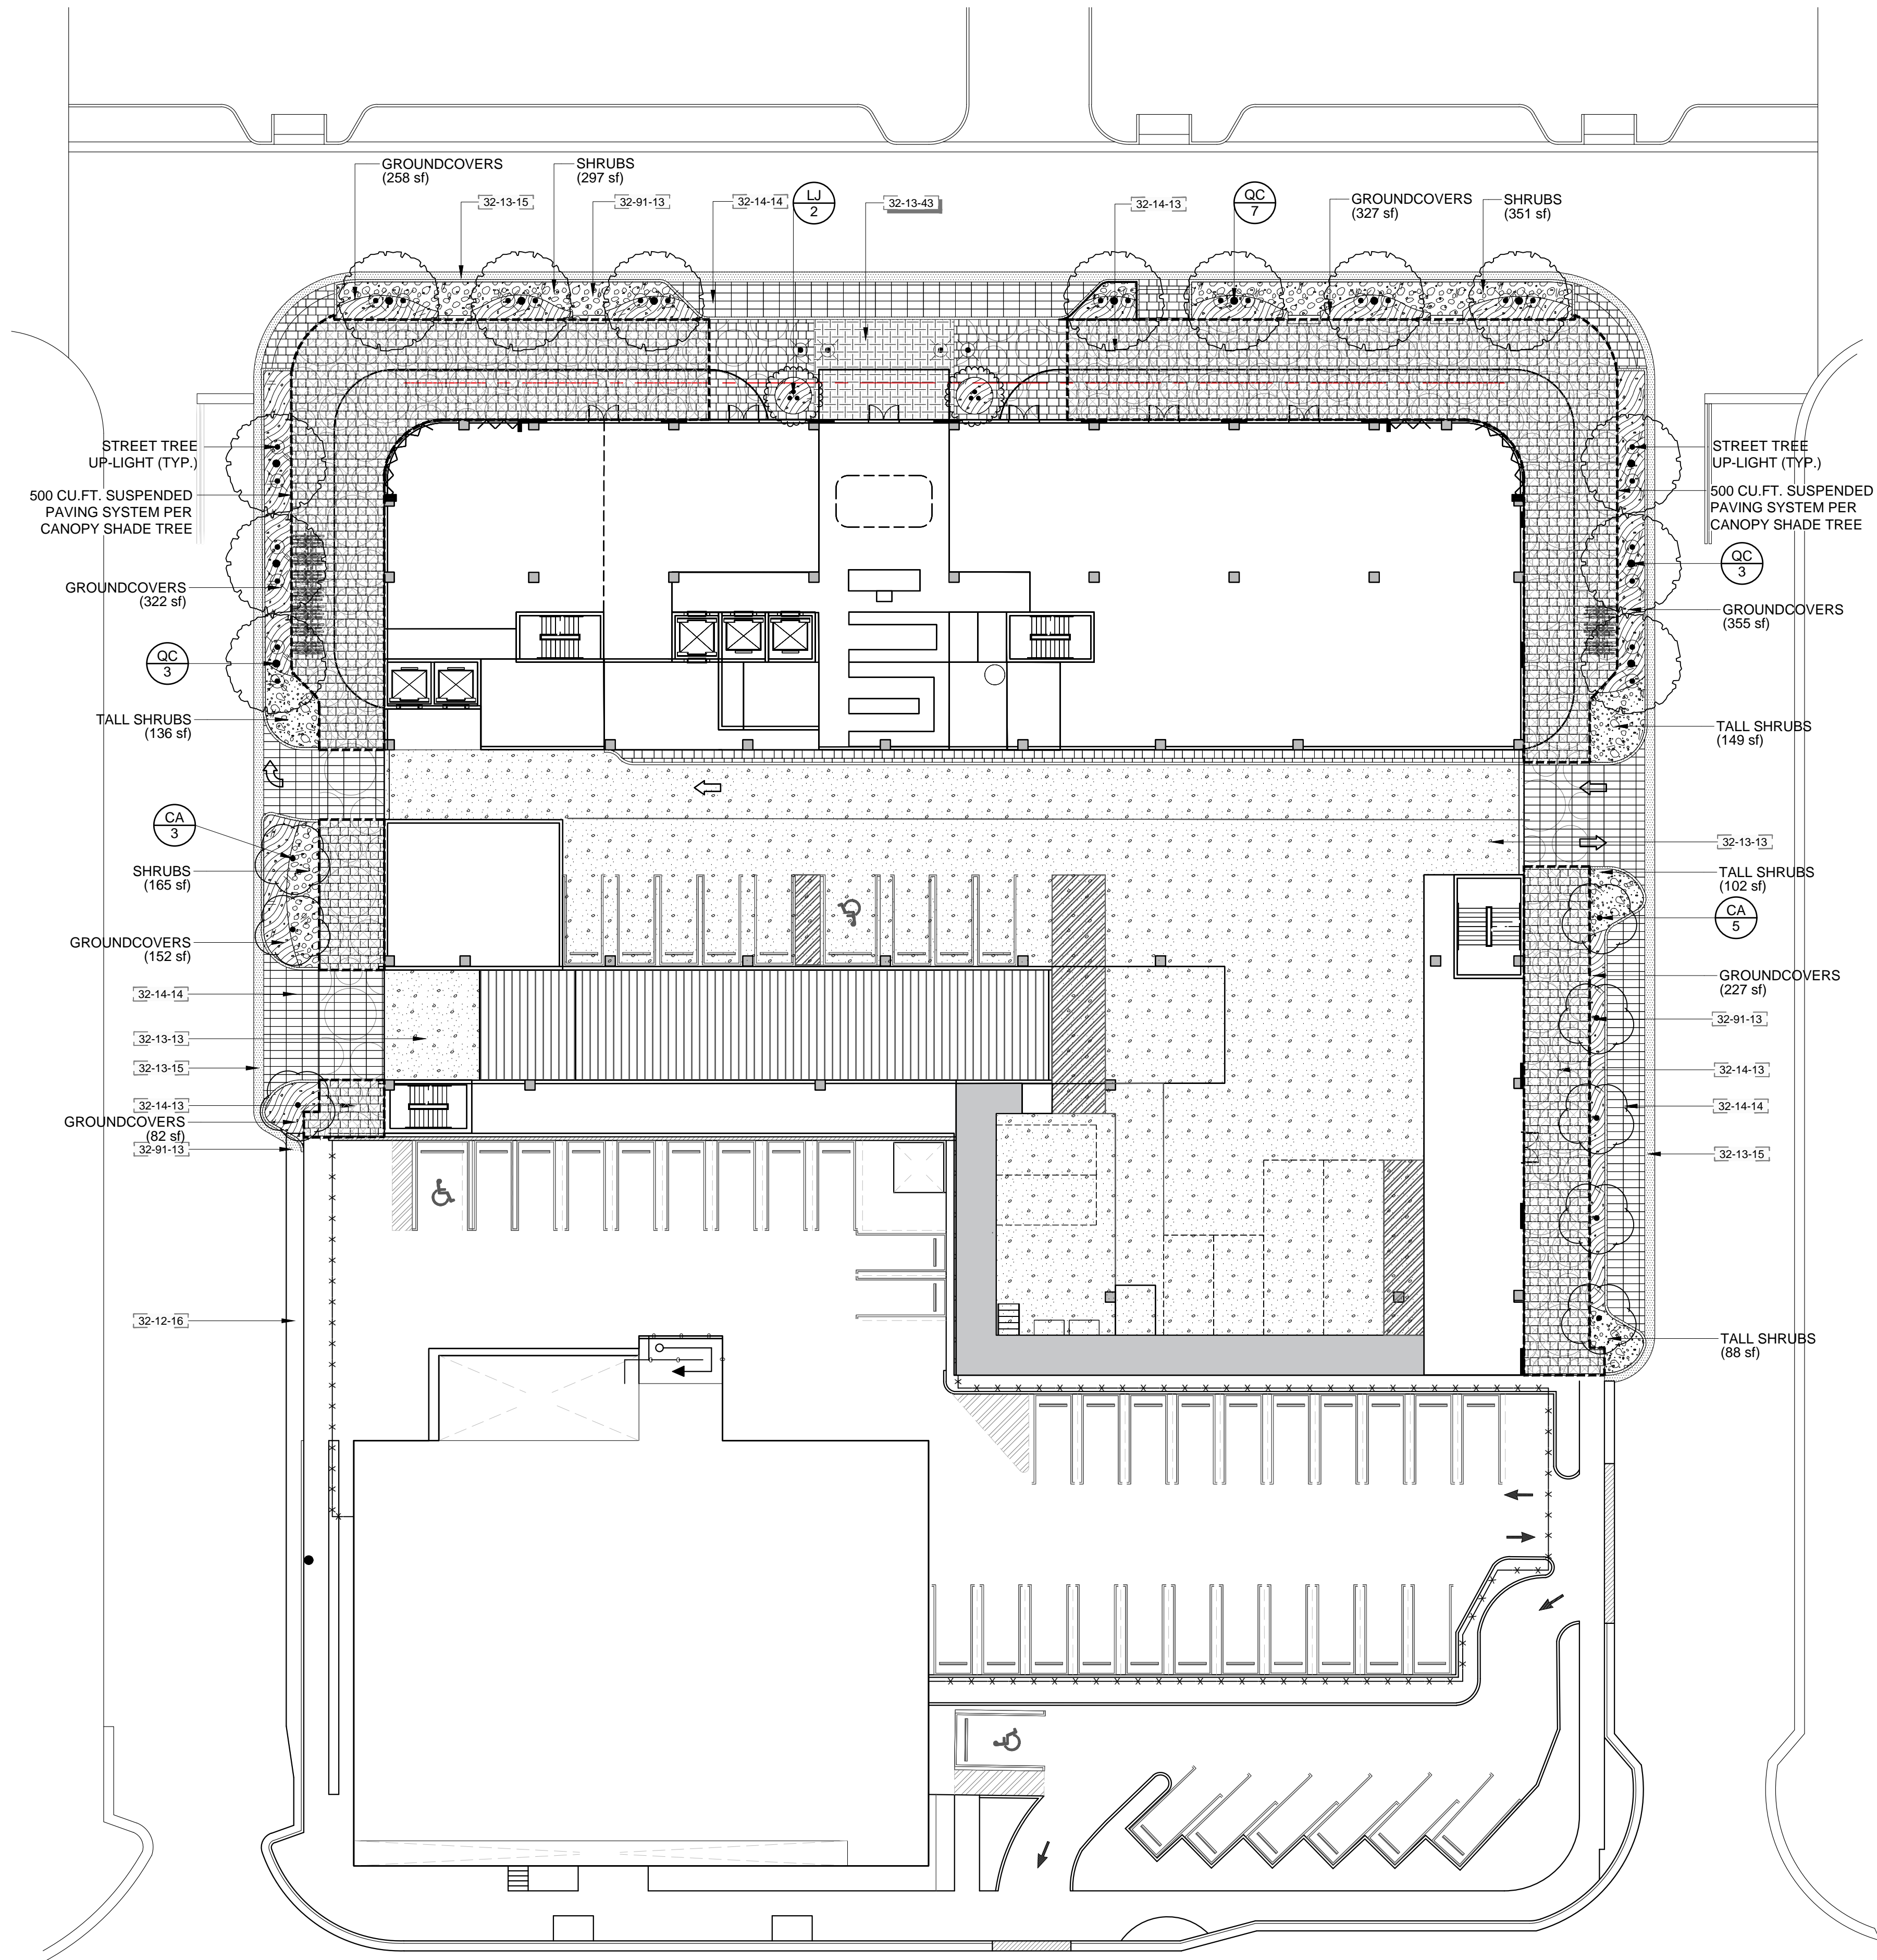 GROUNDCOVERS
(258 sf)
SHRUBS
(297 sf)
32-13-15
32-91-13
32-14-14
LJ
2
32-13-43
32-14-13
QC
7
GROUNDCOVERS
(327 sf)
SHRUBS
(351 sf)
STREET TREE
UP-LIGHT (TYP.)
500 CU.FT. SUSPENDED
PAVING SYSTEM PER
CANOPY SHADE TREE
GROUNDCOVERS
(322 sf)
QC
3
TALL SHRUBS
(136 sf)
CA
3
SHRUBS
(165 sf)
GROUNDCOVERS
(152 sf)
32-14-14
32-13-13
32-13-15
32-14-13
GROUNDCOVERS
(82 sf)
32-91-13
32-12-16
STREET TREE
UP-LIGHT (TYP.)
500 CU.FT. SUSPENDED
PAVING SYSTEM PER
CANOPY SHADE TREE
QC
3
GROUNDCOVERS
(355 sf)
TALL SHRUBS
(149 sf)
32-13-13
TALL SHRUBS
(102 sf)
CA
5
GROUNDCOVERS
(227 sf)
32-91-13
32-14-13
32-14-14
32-13-15
TALL SHRUBS
(88 sf)